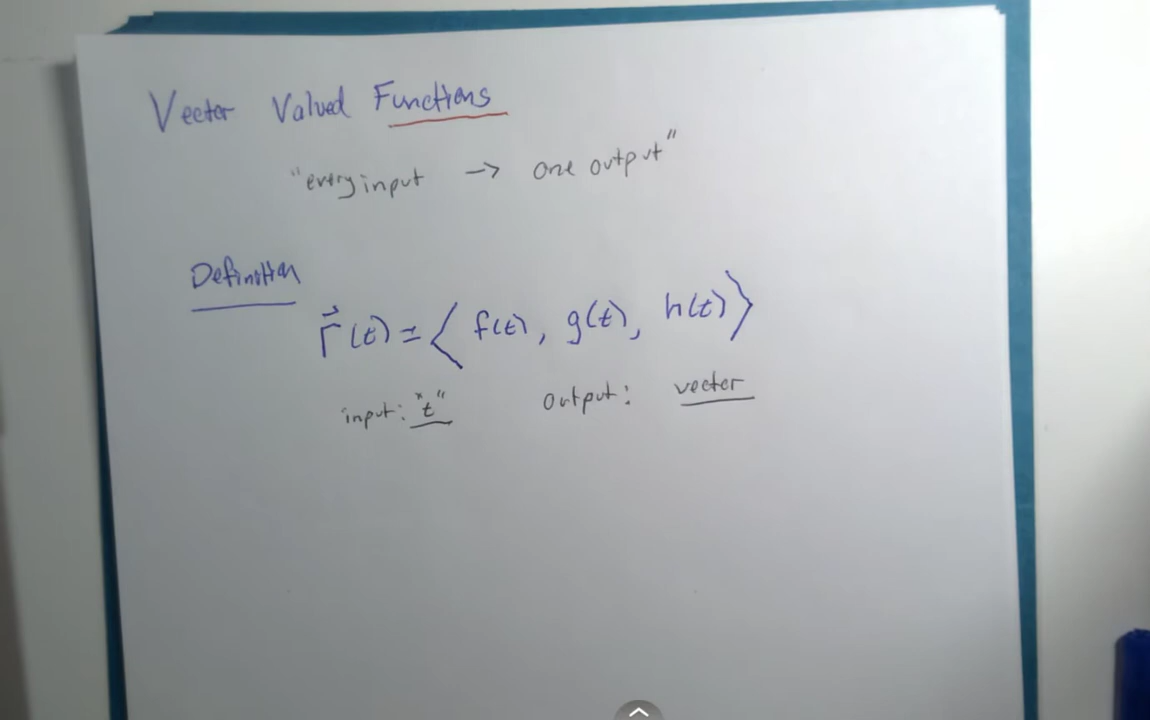 Vector Valued Functions
"every input → one output"
Definition
r⃗(t) = ⟨ f(t), g(t), h(t) ⟩
input: "t" output: vector